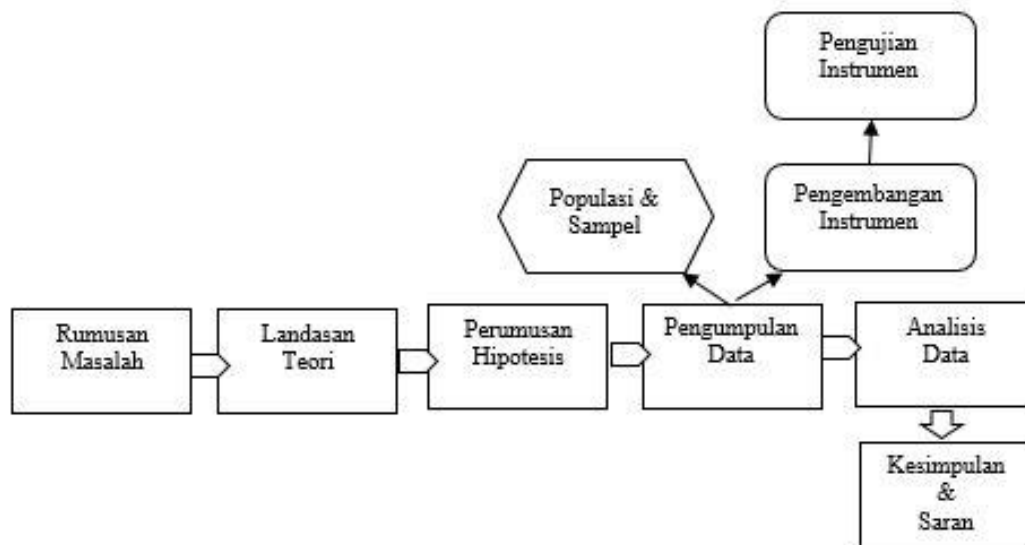 Pengujian
Instrumen
Populasi &
Sampel
Pengembangan
Instrumen
Rumusan
Masalah
Landasan
Teori
Perumusan
Hipotesis
Pengumpulan
Data
Analisis
Data
Kesimpulan
&
Saran